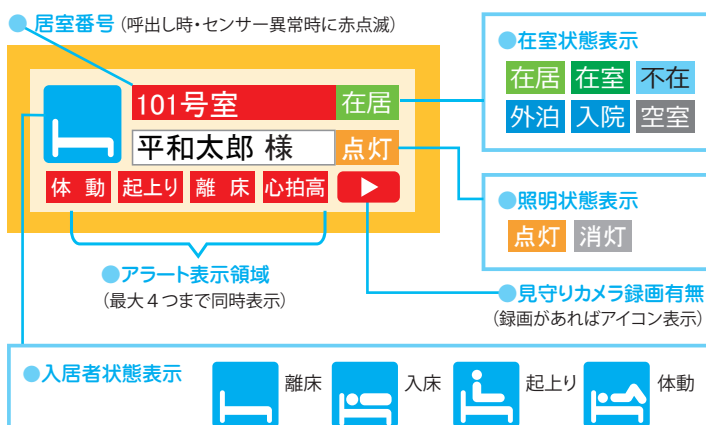 ●居室番号(呼出し時・センサー異常時に赤点滅)
101号室 在居
平和太郎 様 点灯
体 動 起上り 離 床 心拍高
●アラート表示領域
(最大4つまで同時表示)
●在室状態表示
在居 在室 不在
外泊 入院 空室
●照明状態表示
点灯 消灯
●見守りカメラ録画有無
(録画があればアイコン表示)
●入居者状態表示
離床 入床 起上り 体動